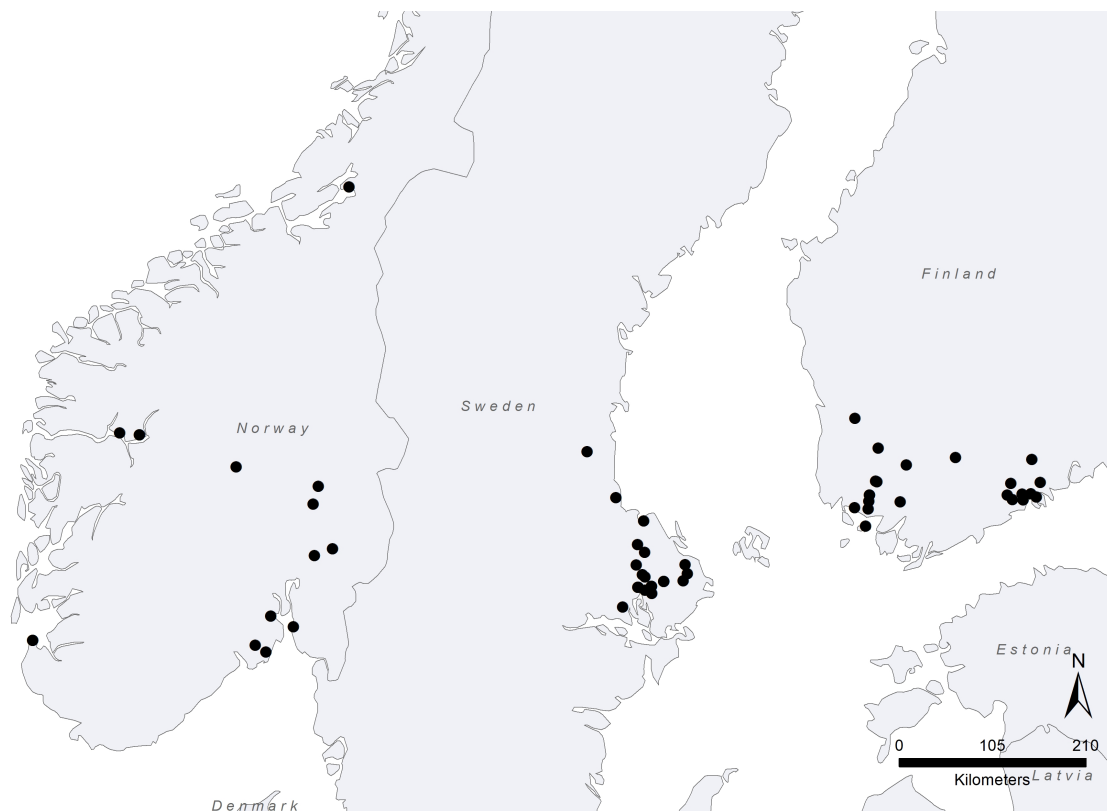 Finland
Sweden
Norway
Estonia
N
0 105 210
Kilometers
Latvia
Denmark